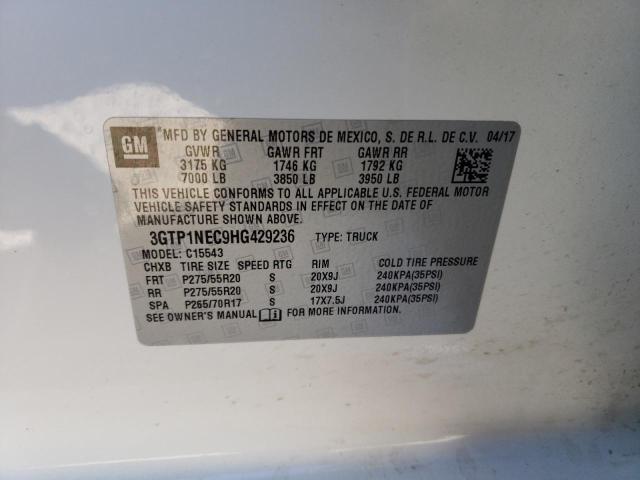 GM
MFD BY GENERAL MOTORS DE MEXICO, S. DE R.L. DE C.V. 04/17
GVWR GAWR FRT GAWR RR
3175 KG 1746 KG 1792 KG
7000 LB 3850 LB 3950 LB
THIS VEHICLE CONFORMS TO ALL APPLICABLE U.S. FEDERAL MOTOR
VEHICLE SAFETY STANDARDS IN EFFECT ON THE DATE OF
MANUFACTURE SHOWN ABOVE.
3GTP1NEC9HG429236 TYPE: TRUCK
MODEL: C15543
CHXB TIRE SIZE SPEED RTG RIM COLD TIRE PRESSURE
FRT P275/55R20 S 20X9J 240KPA(35PSI)
RR P275/55R20 S 20X9J 240KPA(35PSI)
SPA P265/70R17 S 17X7.5J 240KPA(35PSI)
SEE OWNER'S MANUAL FOR MORE INFORMATION.